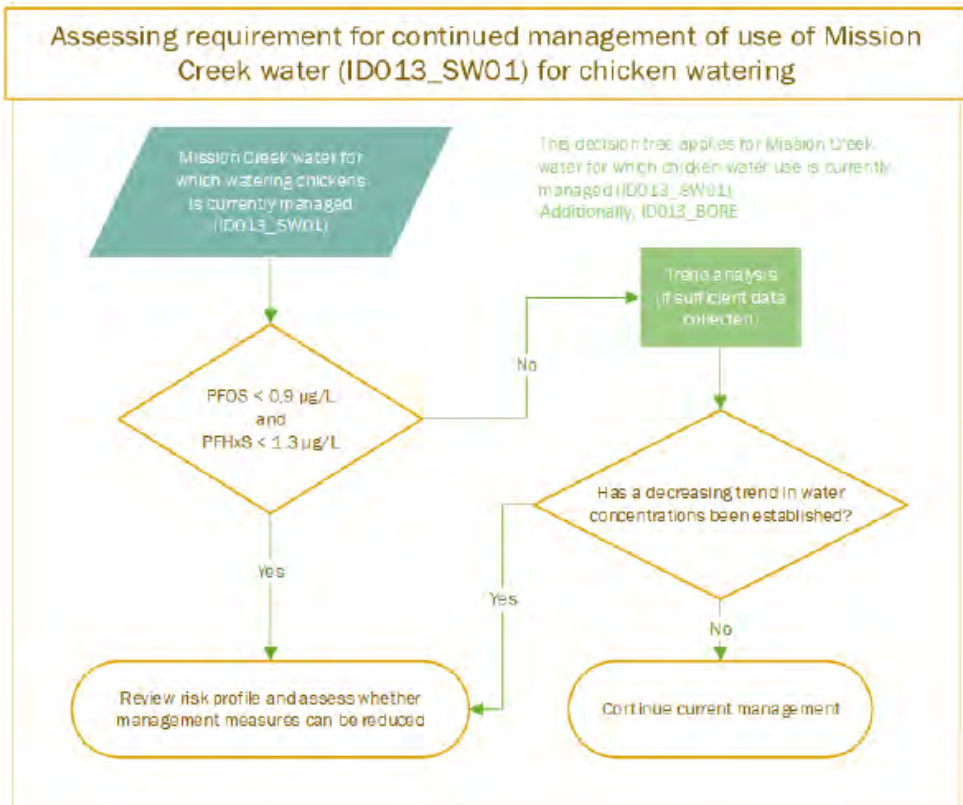 Assessing requirement for continued management of use of Mission
Creek water (ID013_SW01) for chicken watering
Mission Creek water for
which watering chickens
is currently managed
(ID013_SW01)
This decision tree applies for Mission Creek
water for which chicken water use is currently
managed (ID013_SW01)
Additionally, ID013_BORE
Trend analysis
(if sufficient data
collected)
No
PFOS < 0.9 µg/L
and
PFHxS < 1.3 µg/L
Has a decreasing trend in water
concentrations been established?
Yes
Yes
No
Review risk profile and assess whether
management measures can be reduced
Continue current management